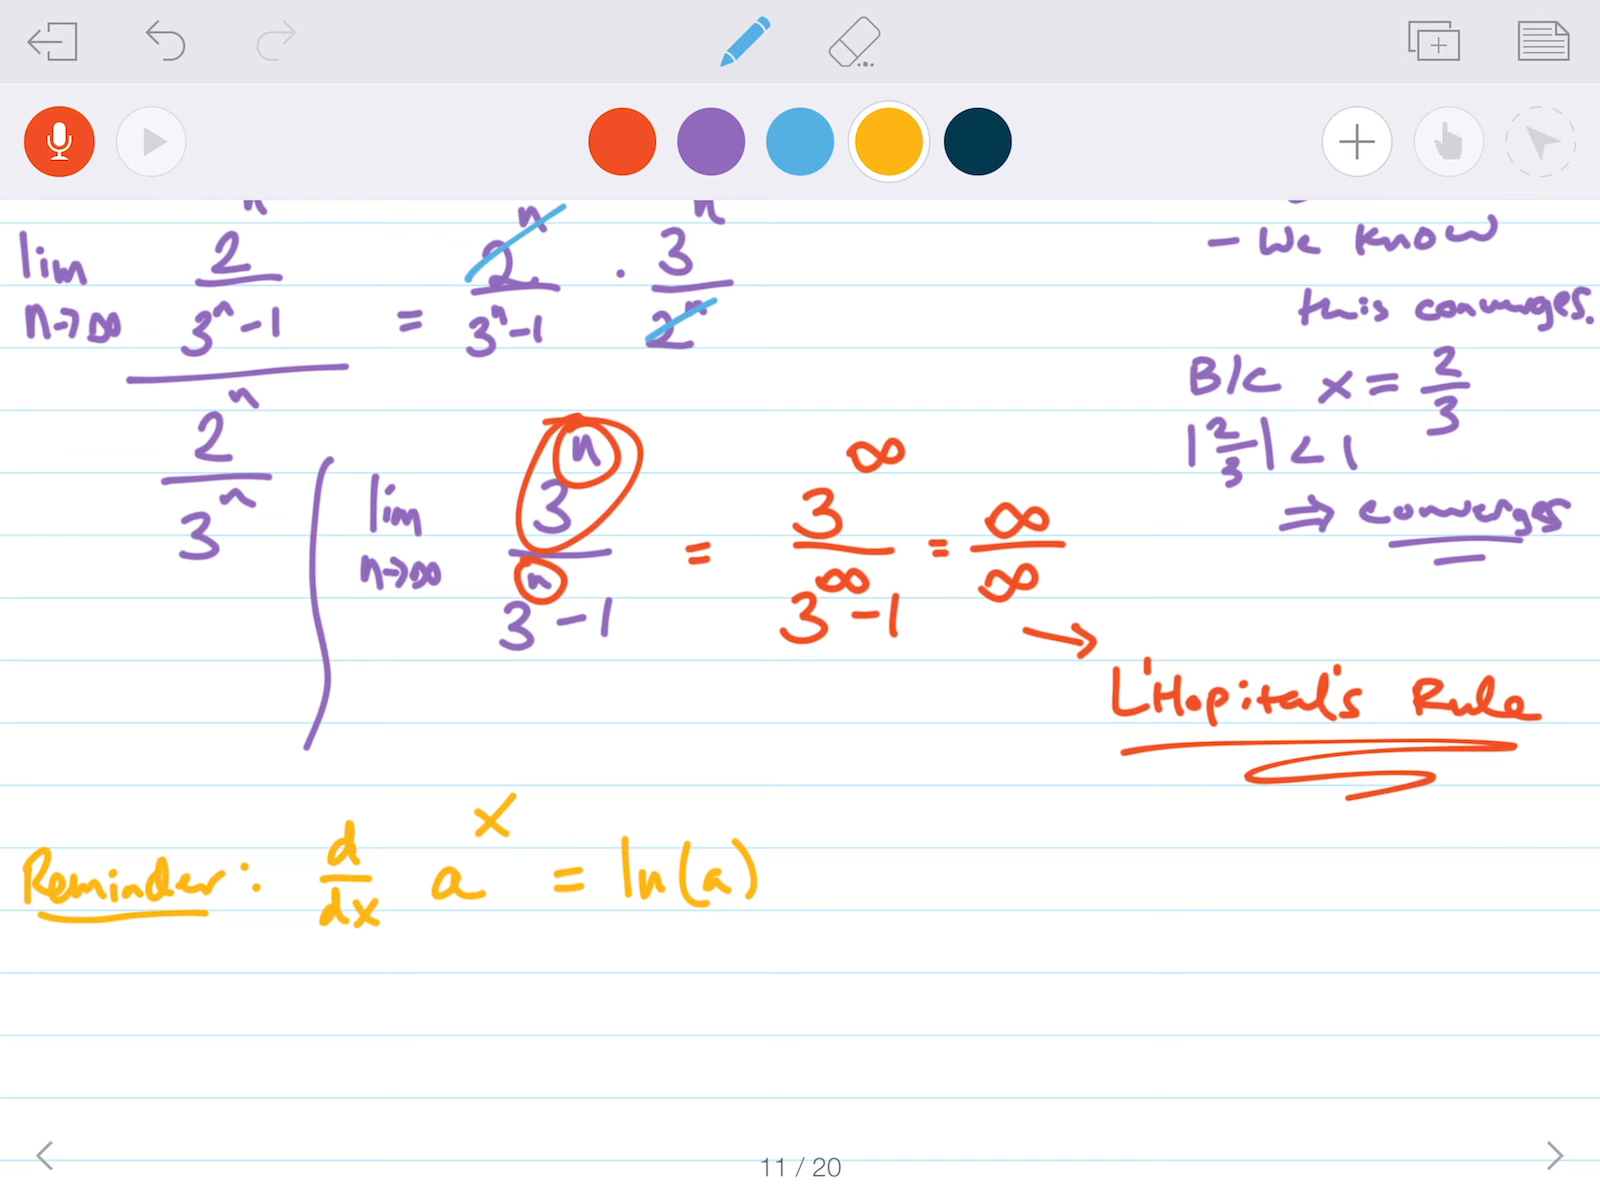 lim n→∞ (2^n / (3^n - 1)) / (2^n / 3^n) = 2^n / (3^n - 1) · 3^n / 2^n
- We know
this converges.
B/c x = 2/3
|2/3| < 1
⇒ converges
lim n→∞ 3^n / (3^n - 1) = 3^∞ / (3^∞ - 1) = ∞ / ∞
→ L'Hopital's Rule
Reminder: d/dx a^x = ln(a)
11 / 20